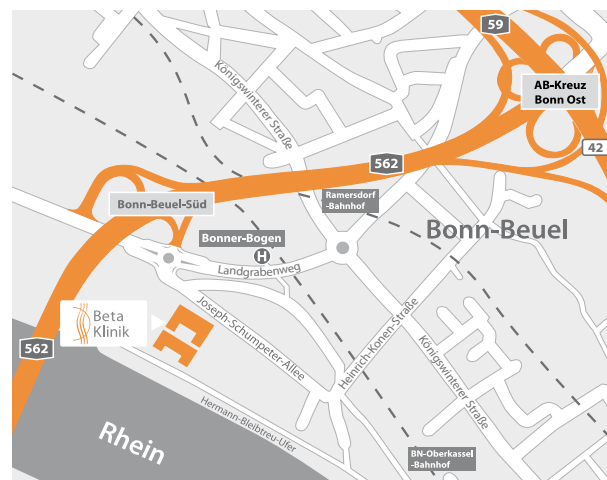 59
Königswinterer Straße
AB-Kreuz
Bonn Ost
42
562
Bonn-Beuel-Süd
Ramersdorf
-Bahnhof
Bonn-Beuel
Bonner-Bogen
H
Landgrabenweg
Beta
Klinik
Joseph-Schumpeter-Allee
Heinrich-Konen-Straße
Königswinterer Straße
562
Hermann-Bleibtreu-Ufer
Rhein
BN-Oberkassel
-Bahnhof